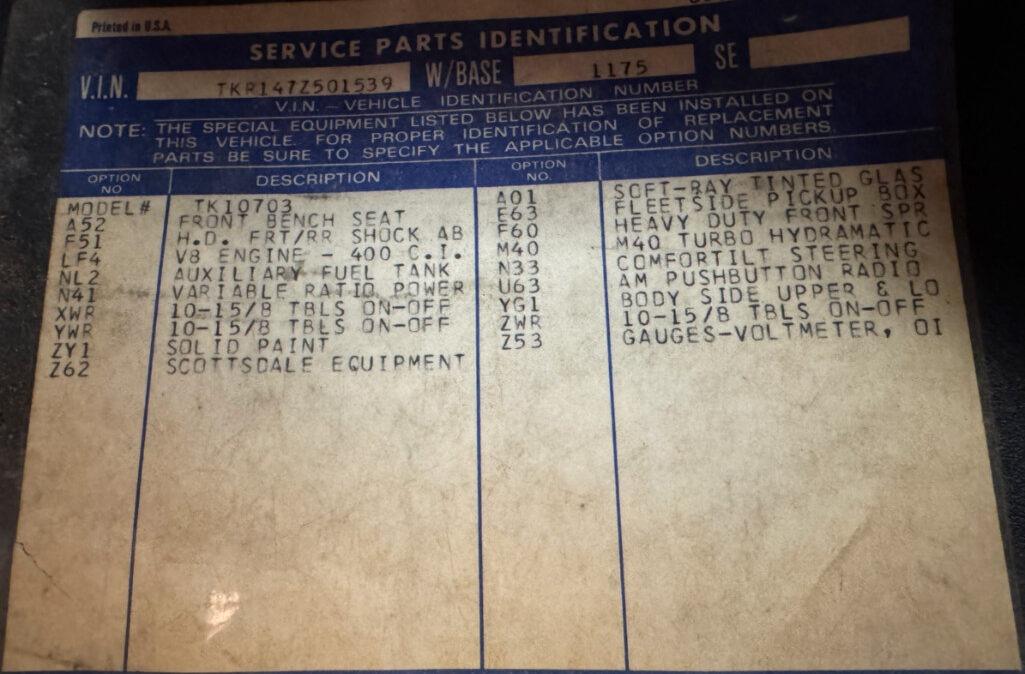 Printed in U.S.A.
SERVICE PARTS IDENTIFICATION
V.I.N. TKR147Z501539 W/BASE 1175 SE
V.I.N. – VEHICLE IDENTIFICATION NUMBER
NOTE: THE SPECIAL EQUIPMENT LISTED BELOW HAS BEEN INSTALLED ON
THIS VEHICLE. FOR PROPER IDENTIFICATION OF REPLACEMENT
PARTS BE SURE TO SPECIFY THE APPLICABLE OPTION NUMBERS.
OPTION NO DESCRIPTION OPTION NO. DESCRIPTION
MODEL# TK10703 A01 SOFT-RAY TINTED GLAS
A52 FRONT BENCH SEAT E63 FLEETSIDE PICKUP BOX
F51 H.D. FRT/RR SHOCK AB F60 HEAVY DUTY FRONT SPR
LF4 V8 ENGINE - 400 C.I. M40 M40 TURBO HYDRAMATIC
NL2 AUXILIARY FUEL TANK N33 COMFORTILT STEERING
N41 VARIABLE RATIO POWER U63 AM PUSHBUTTON RADIO
XWR 10-15/8 TBLS ON-OFF YG1 BODY SIDE UPPER & LO
YWR 10-15/8 TBLS ON-OFF ZWR 10-15/8 TBLS ON-OFF
ZY1 SOLID PAINT Z53 GAUGES-VOLTMETER, OI
Z62 SCOTTSDALE EQUIPMENT